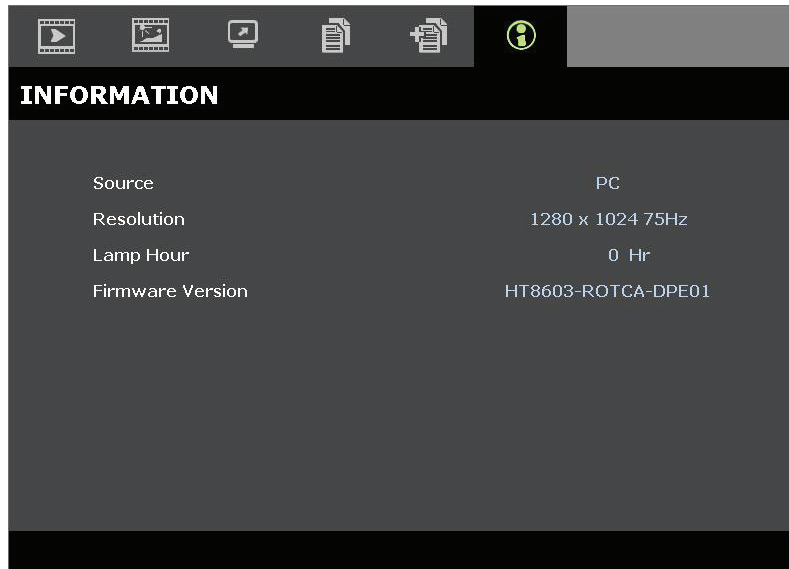 INFORMATION
Source PC
Resolution 1280 x 1024 75Hz
Lamp Hour 0 Hr
Firmware Version HT8603-ROTCA-DPE01